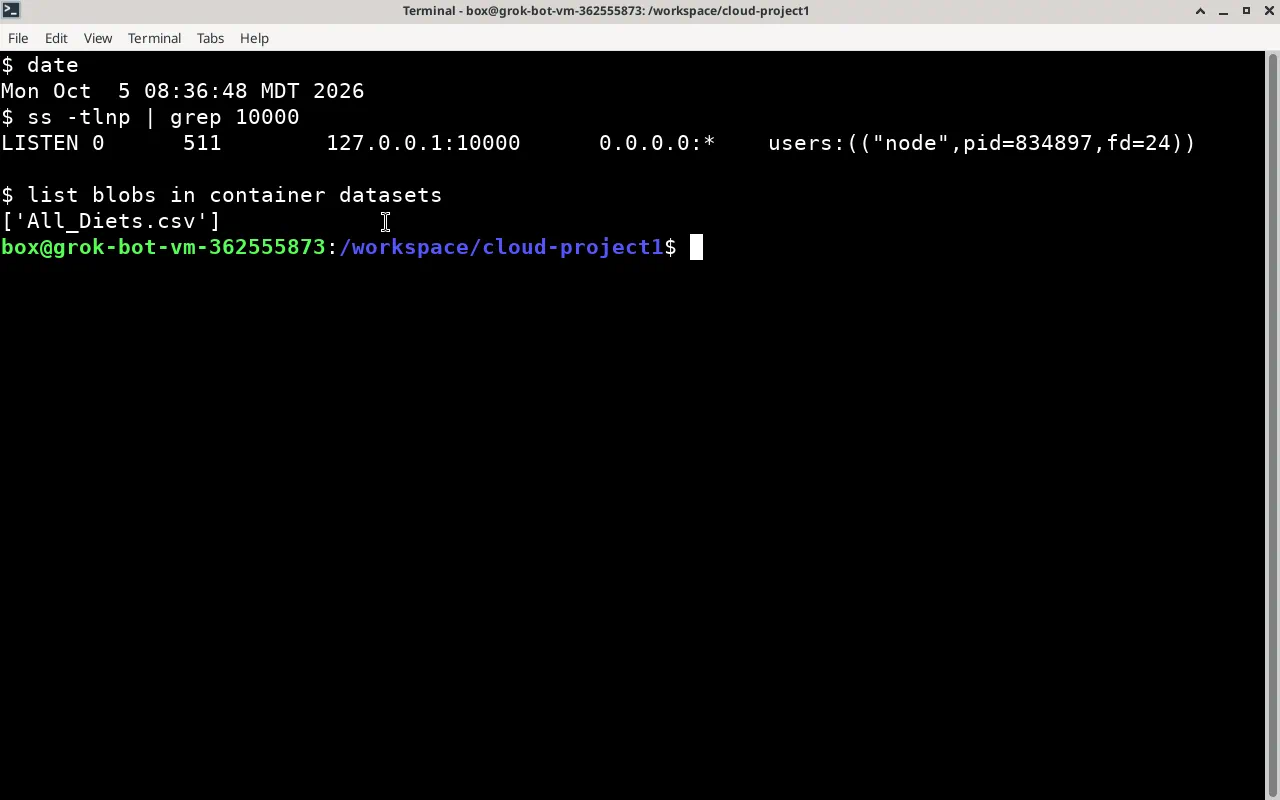 Terminal - box@grok-bot-vm-362555873: /workspace/cloud-project1
File Edit View Terminal Tabs Help
$ date
Mon Oct  5 08:36:48 MDT 2026
$ ss -tlnp | grep 10000
LISTEN 0      511        127.0.0.1:10000      0.0.0.0:*    users:(("node",pid=834897,fd=24))
$ list blobs in container datasets
['All_Diets.csv']
box@grok-bot-vm-362555873:/workspace/cloud-project1$